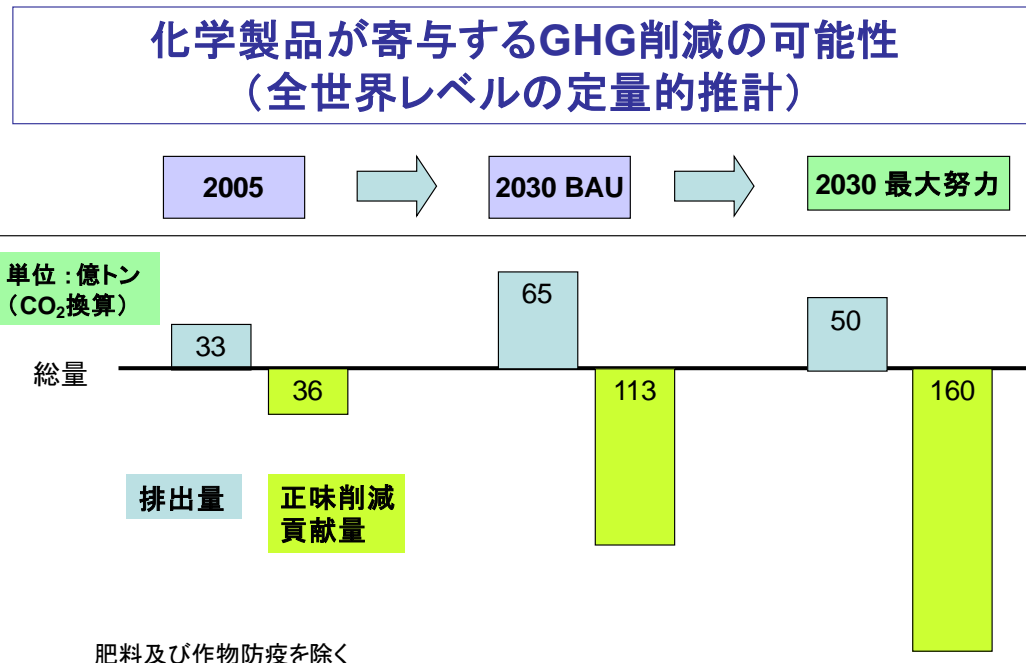 化学製品が寄与するGHG削減の可能性
（全世界レベルの定量的推計）
2005
2030 BAU
2030 最大努力
単位：億トン
（CO₂換算）
総量
33
36
65
113
50
160
排出量
正味削減
貢献量
肥料及び作物防疫を除く